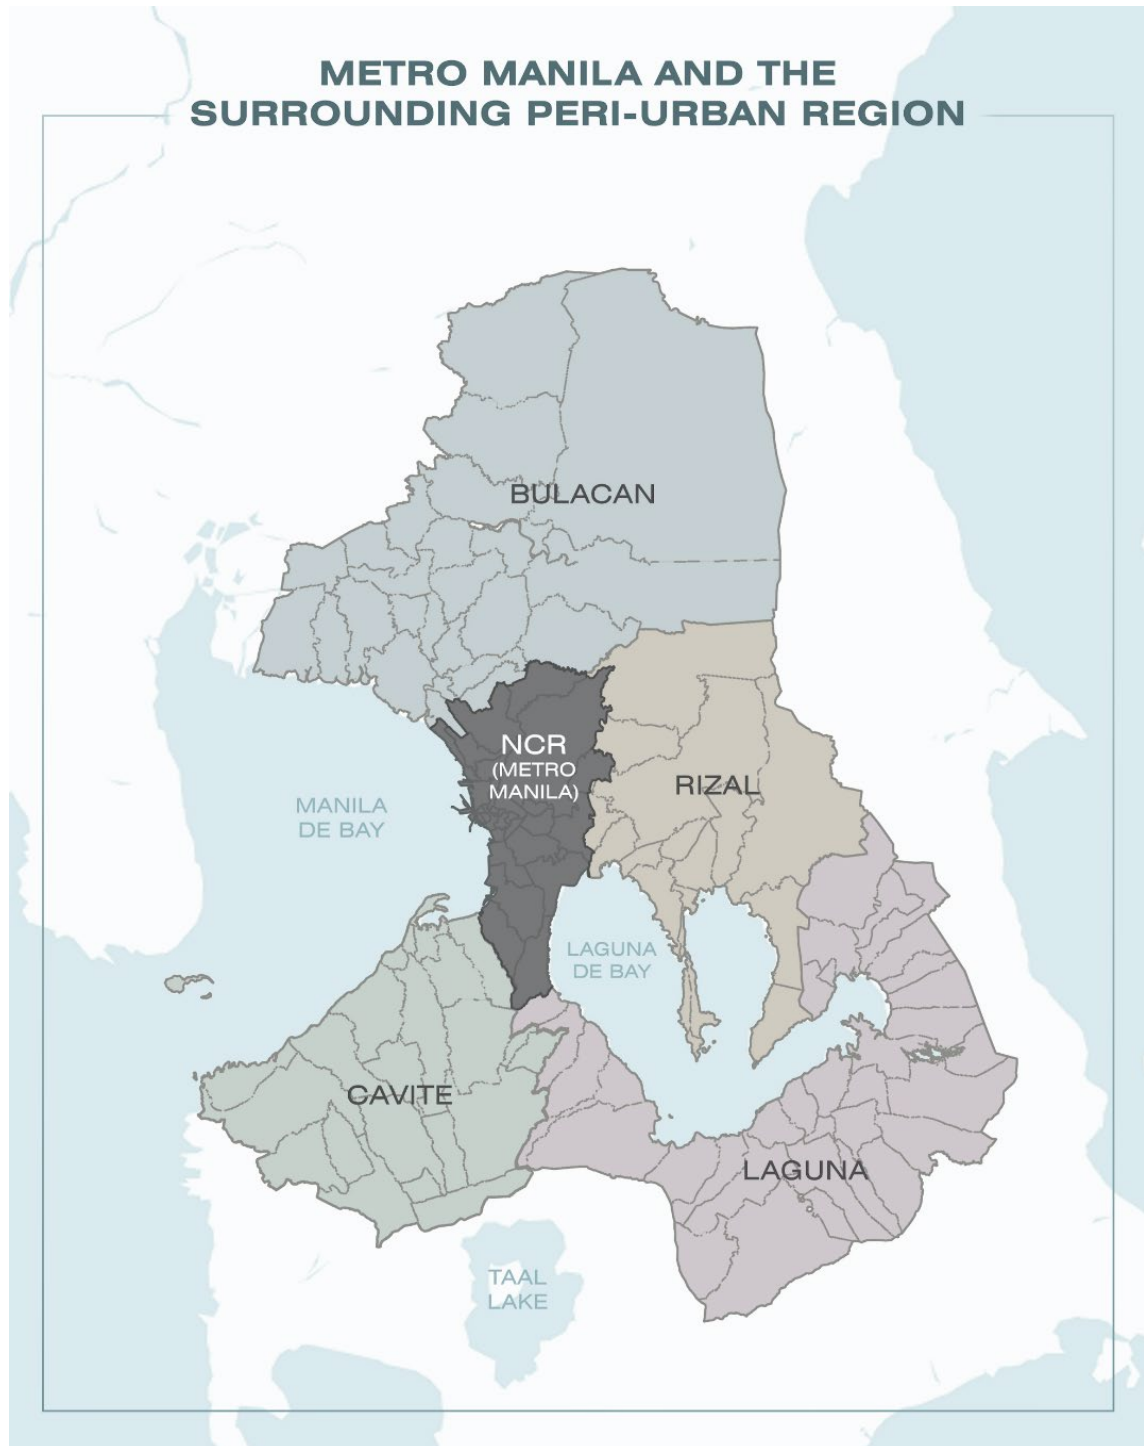 METRO MANILA AND THE
SURROUNDING PERI-URBAN REGION
BULACAN
NCR
(METRO
MANILA)
RIZAL
MANILA
DE BAY
LAGUNA
DE BAY
CAVITE
LAGUNA
TAAL
LAKE